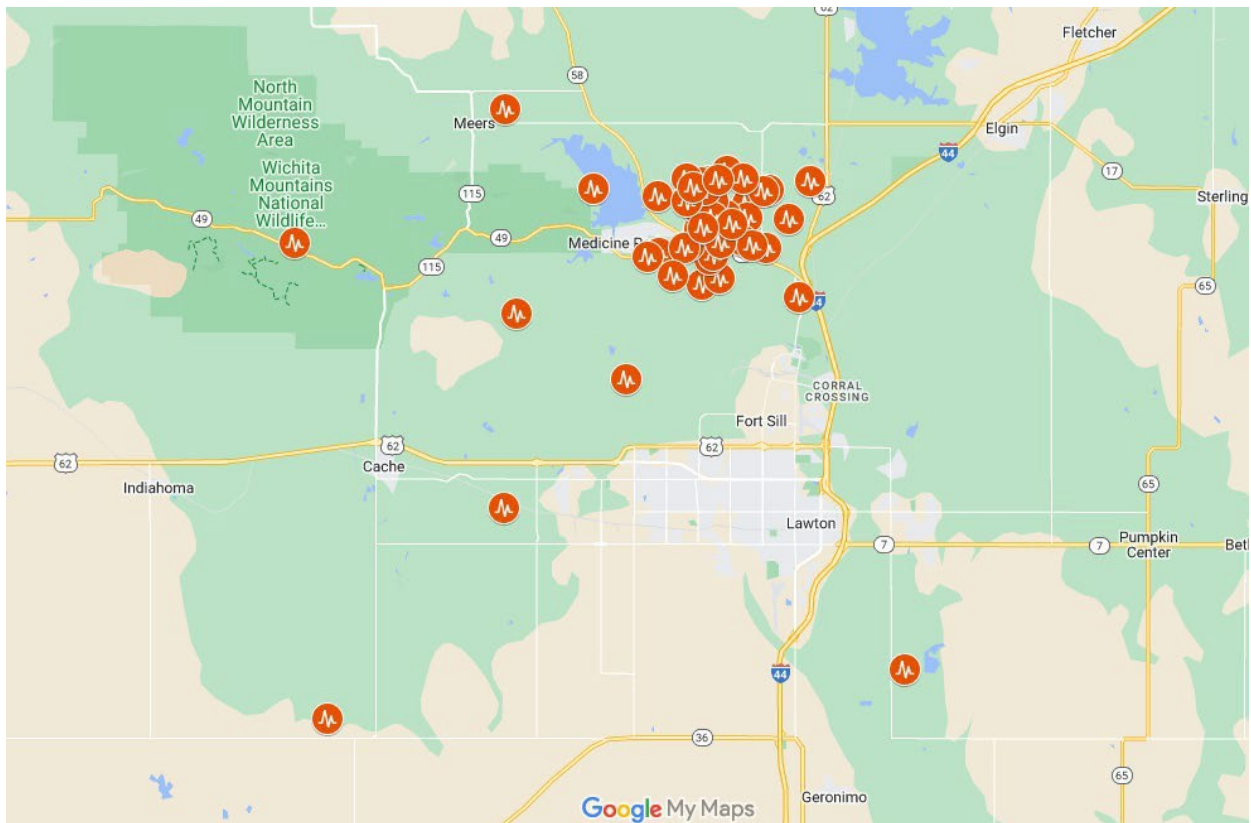 62
Fletcher
58
North
Mountain
Wilderness
Area
Meers
Elgin
44
Wichita
Mountains
National
Wildlife...
115
17
62
Sterling
49
49
Medicine
115
65
CORRAL
CROSSING
Fort Sill
62
62
62
Cache
Indiahoma
65
Lawton
7
7
Pumpkin
Center
44
36
65
Geronimo
Google My Maps